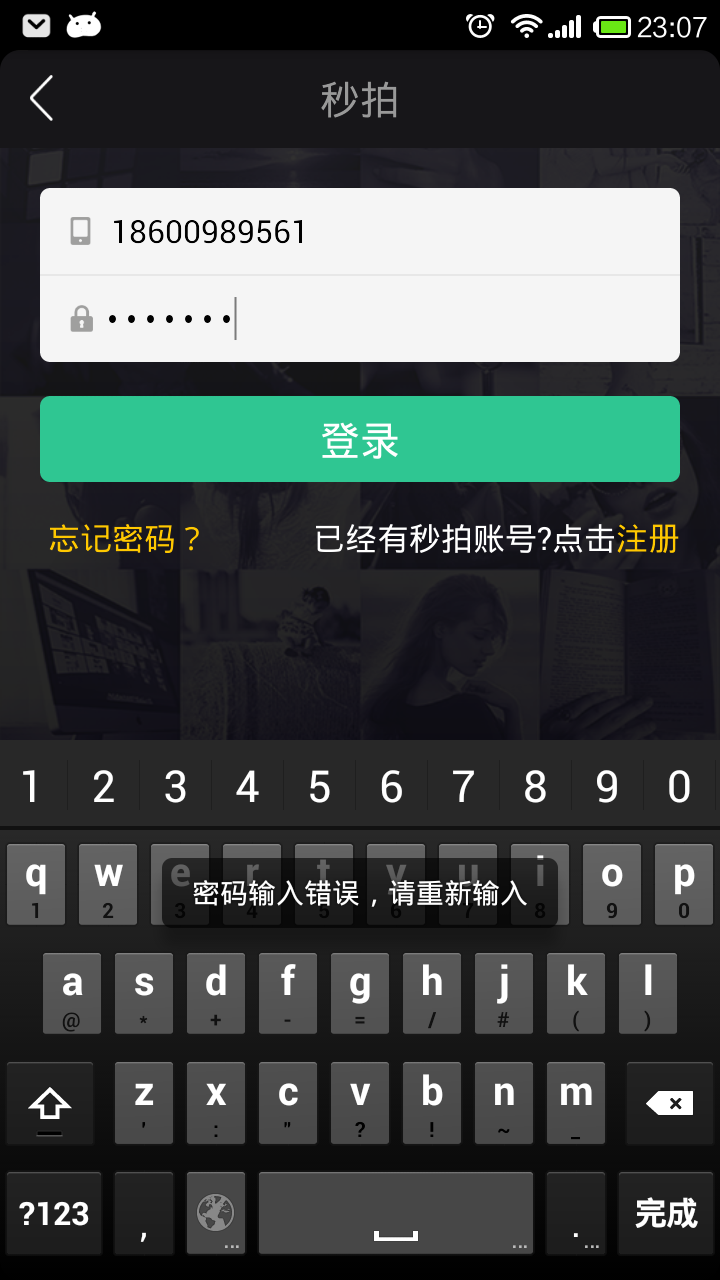 23:07
秒拍
18600989561
•••••••
登录
忘记密码？ 已经有秒拍账号?点击注册
1 2 3 4 5 6 7 8 9 0
q w e r t y u i o p
1 2 3 4 5 6 7 8 9 0
密码输入错误，请重新输入
a s d f g h j k l
@ * + - = / # ( )
z x c v b n m
' : " ? ! ~ _
?123 , . 完成